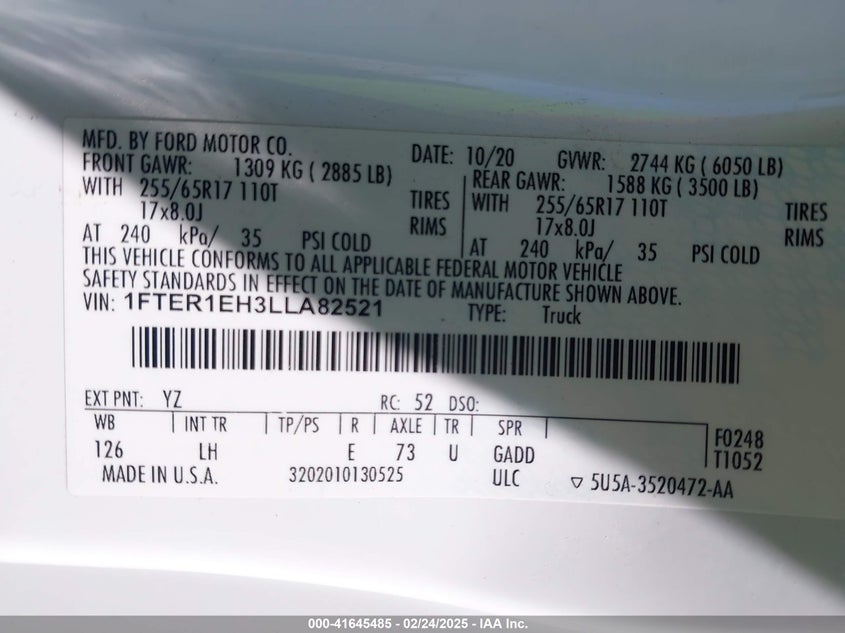 MFD. BY FORD MOTOR CO.
DATE: 10/20 GVWR: 2744 KG ( 6050 LB)
FRONT GAWR: 1309 KG ( 2885 LB)
REAR GAWR: 1588 KG ( 3500 LB)
WITH 255/65R17 110T TIRES
WITH 255/65R17 110T TIRES
17x8.0J RIMS
17x8.0J RIMS
AT 240 kPa/ 35 PSI COLD
AT 240 kPa/ 35 PSI COLD
THIS VEHICLE CONFORMS TO ALL APPLICABLE FEDERAL MOTOR VEHICLE
SAFETY STANDARDS IN EFFECT ON THE DATE OF MANUFACTURE SHOWN ABOVE.
VIN: 1FTER1EH3LLA82521 TYPE: Truck
EXT PNT: YZ RC: 52 DSO:
WB INT TR TP/PS R AXLE TR SPR
126 LH E 73 U GADD
F0248
T1052
MADE IN U.S.A. 3202010130525 ULC ▽ 5U5A-3520472-AA
000-41645485 - 02/24/2025 - IAA Inc.